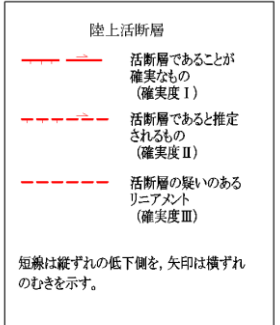 陸上活断層
活断層であることが
確実なもの
(確実度Ⅰ)
活断層であると推定
されるもの
(確実度Ⅱ)
活断層の疑いのある
リニアメント
(確実度Ⅲ)
短線は縦ずれの低下側を,矢印は横ずれ
のむきを示す。